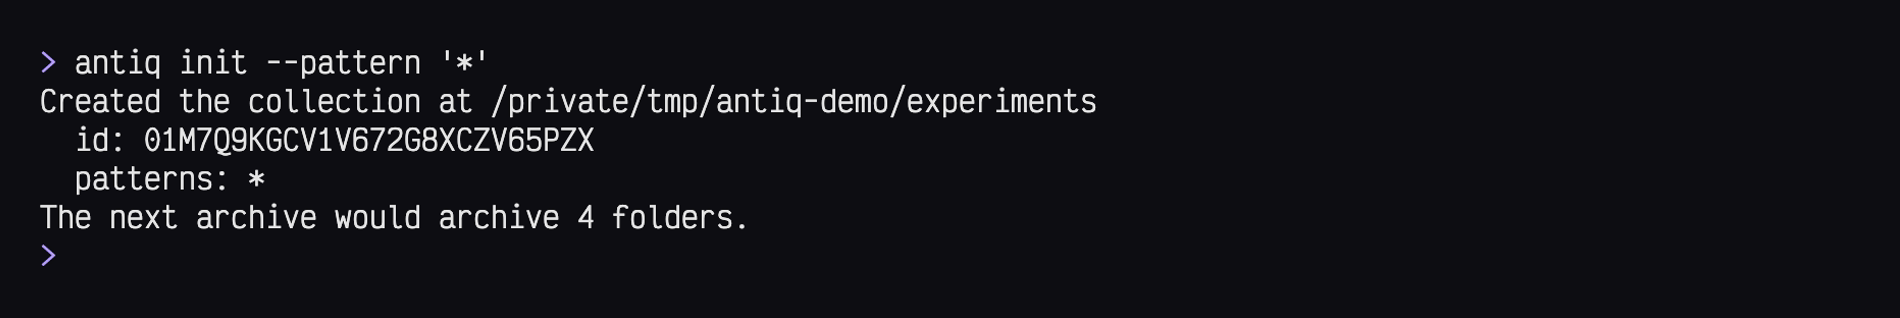 > antiq init --pattern '*'
Created the collection at /private/tmp/antiq-demo/experiments
  id: 01M7Q9KGCV1V672G8XCZV65PZX
  patterns: *
The next archive would archive 4 folders.
>